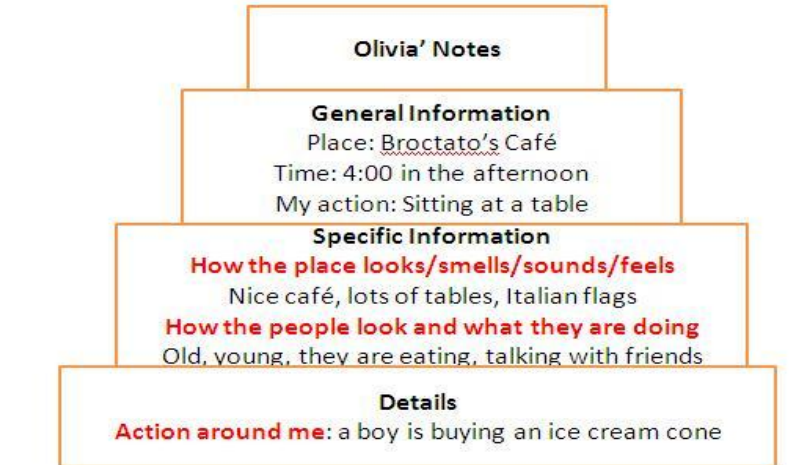 Olivia’ Notes
General Information
Place: Broctato’s Café
Time: 4:00 in the afternoon
My action: Sitting at a table
Specific Information
How the place looks/smells/sounds/feels
Nice café, lots of tables, Italian flags
How the people look and what they are doing
Old, young, they are eating, talking with friends
Details
Action around me: a boy is buying an ice cream cone